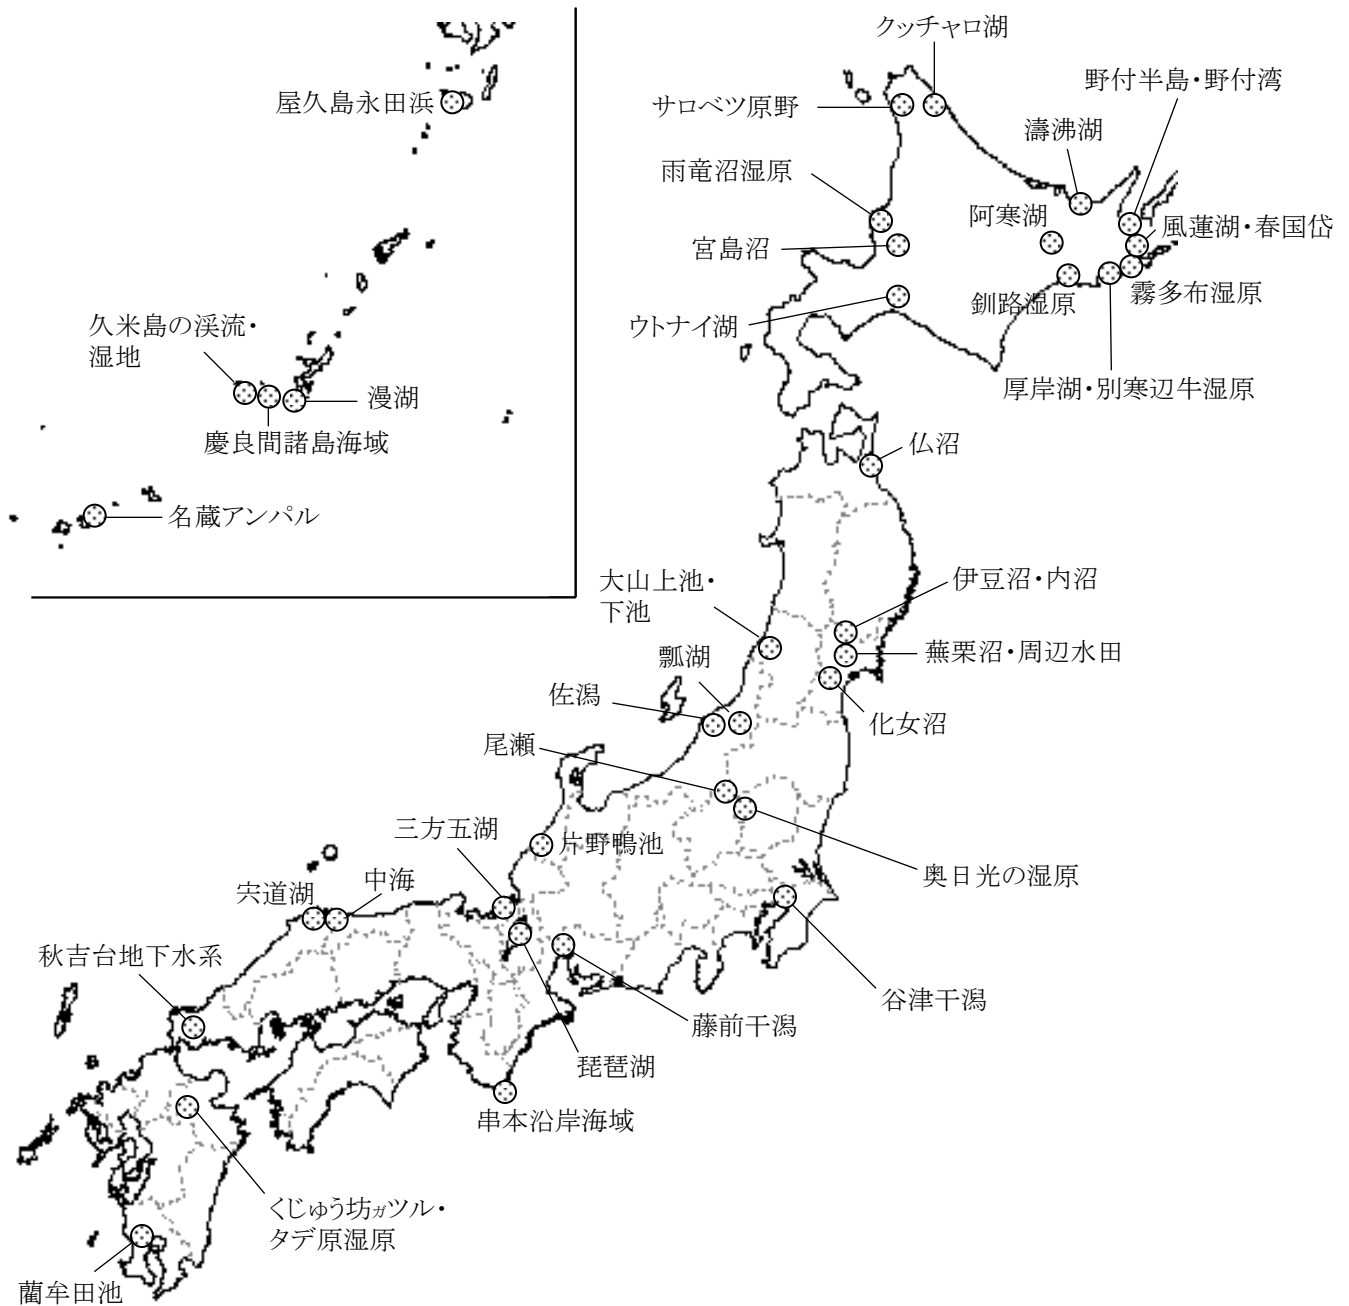 クッチャロ湖
野付半島・野付湾
サロベツ原野
濤沸湖
雨竜沼湿原
阿寒湖
風蓮湖・春国岱
宮島沼
霧多布湿原
釧路湿原
ウトナイ湖
厚岸湖・別寒辺牛湿原
屋久島永田浜
久米島の渓流・
湿地
漫湖
慶良間諸島海域
名蔵アンパル
仏沼
大山上池・
下池
伊豆沼・内沼
蕪栗沼・周辺水田
瓢湖
佐潟
化女沼
尾瀬
三方五湖
片野鴨池
奥日光の湿原
宍道湖
中海
秋吉台地下水系
谷津干潟
藤前干潟
琵琶湖
串本沿岸海域
くじゅう坊ガツル・
タデ原湿原
藺牟田池